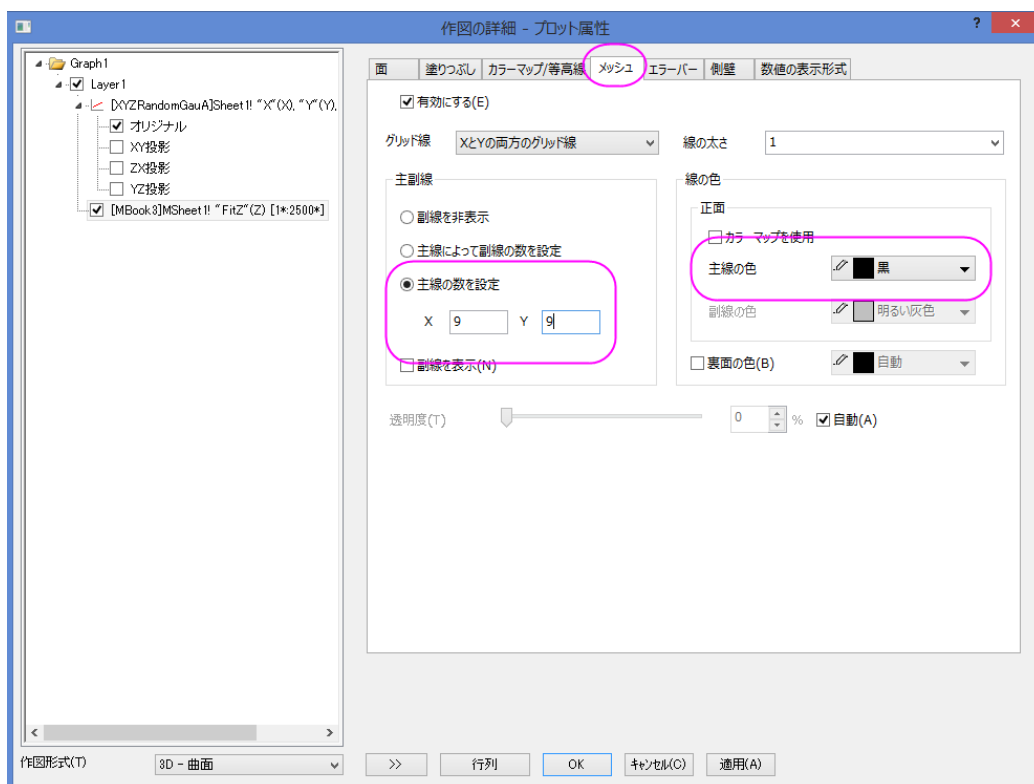 作図の詳細 - プロット属性
? ×
Graph1
Layer1
[XYZRandomGauA]Sheet1! "X"(X), "Y"(Y),
オリジナル
XY投影
ZX投影
YZ投影
[MBook3]MSheet1! "FitZ"(Z) [1*:2500*]
面 塗りつぶし カラーマップ/等高線 メッシュ エラーバー 側壁 数値の表示形式
有効にする(E)
グリッド線 XとYの両方のグリッド線 線の太さ 1
主副線
副線を非表示
主線によって副線の数を設定
主線の数を設定
X 9 Y 9
副線を表示(N)
線の色
正面
カラーマップを使用
主線の色 黒
副線の色 明るい灰色
裏面の色(B) 自動
透明度(T) 0 % 自動(A)
作図形式(T) 3D - 曲面 >> 行列 OK キャンセル(C) 適用(A)